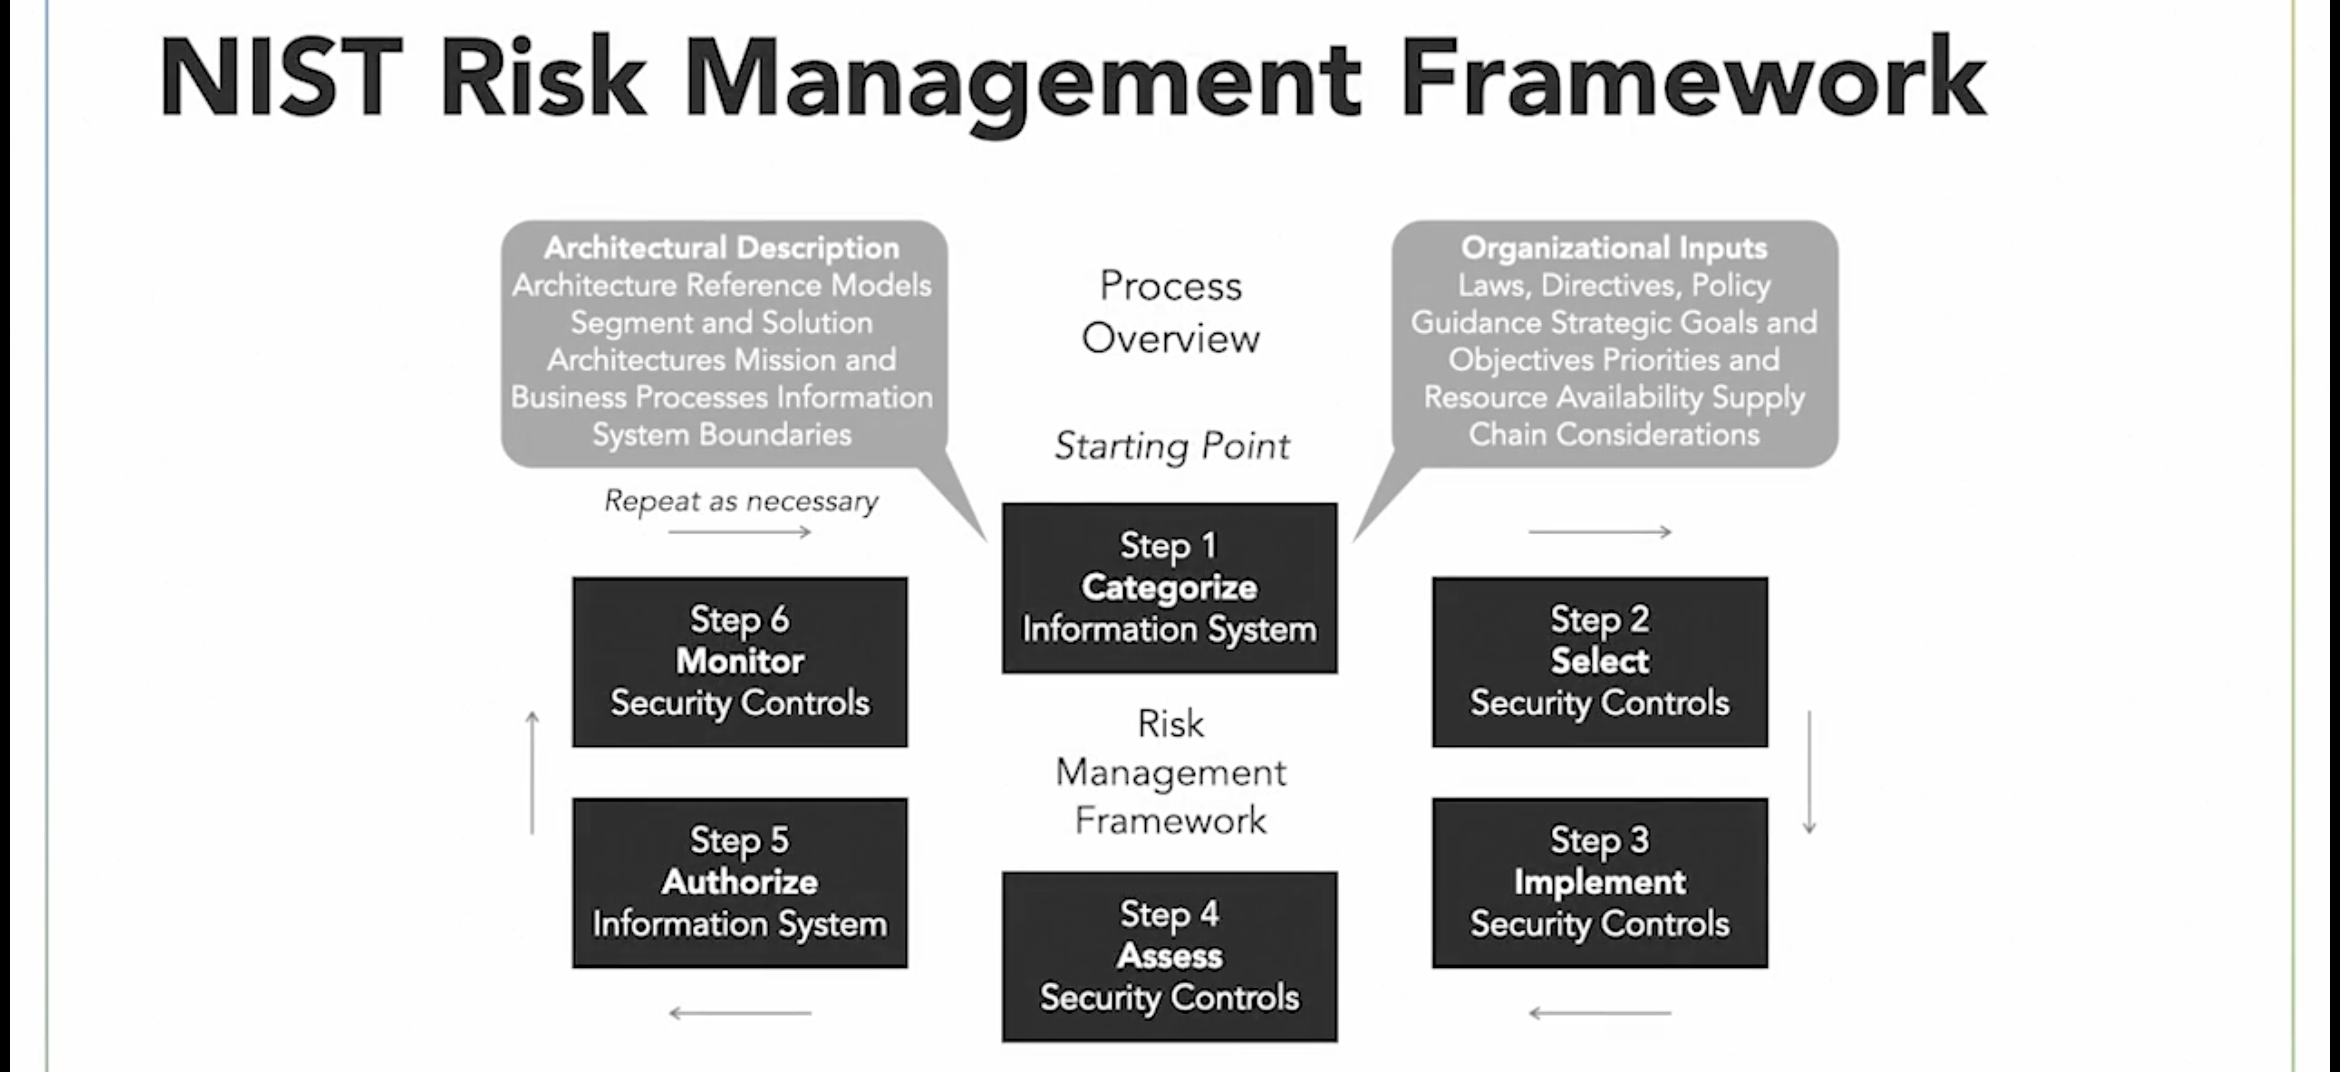 NIST Risk Management Framework
Architectural Description
Architecture Reference Models
Segment and Solution
Architectures Mission and
Business Processes Information
System Boundaries
Process
Overview
Organizational Inputs
Laws, Directives, Policy
Guidance Strategic Goals and
Objectives Priorities and
Resource Availability Supply
Chain Considerations
Starting Point
Repeat as necessary
Step 1
Categorize
Information System
Step 2
Select
Security Controls
Step 3
Implement
Security Controls
Step 4
Assess
Security Controls
Step 5
Authorize
Information System
Step 6
Monitor
Security Controls
Risk
Management
Framework